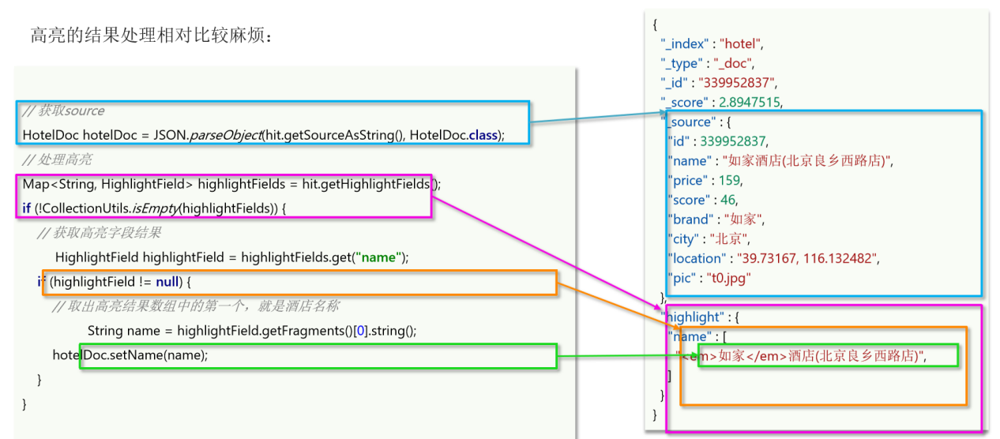 高亮的结果处理相对比较麻烦：
// 获取source
HotelDoc hotelDoc = JSON.parseObject(hit.getSourceAsString(), HotelDoc.class);
// 处理高亮
Map<String, HighlightField> highlightFields = hit.getHighlightFields();
if (!CollectionUtils.isEmpty(highlightFields)) {
// 获取高亮字段结果
HighlightField highlightField = highlightFields.get("name");
if (highlightField != null) {
// 取出高亮结果数组中的第一个，就是酒店名称
String name = highlightField.getFragments()[0].string();
hotelDoc.setName(name);
}
}
{
"_index" : "hotel",
"_type" : "_doc",
"_id" : "339952837",
"_score" : 2.8947515,
"_source" : {
"id" : 339952837,
"name" : "如家酒店(北京良乡西路店)",
"price" : 159,
"score" : 46,
"brand" : "如家",
"city" : "北京",
"location" : "39.73167, 116.132482",
"pic" : "t0.jpg"
},
"highlight" : {
"name" : [
"<em>如家</em>酒店(北京良乡西路店)",
]
}
}